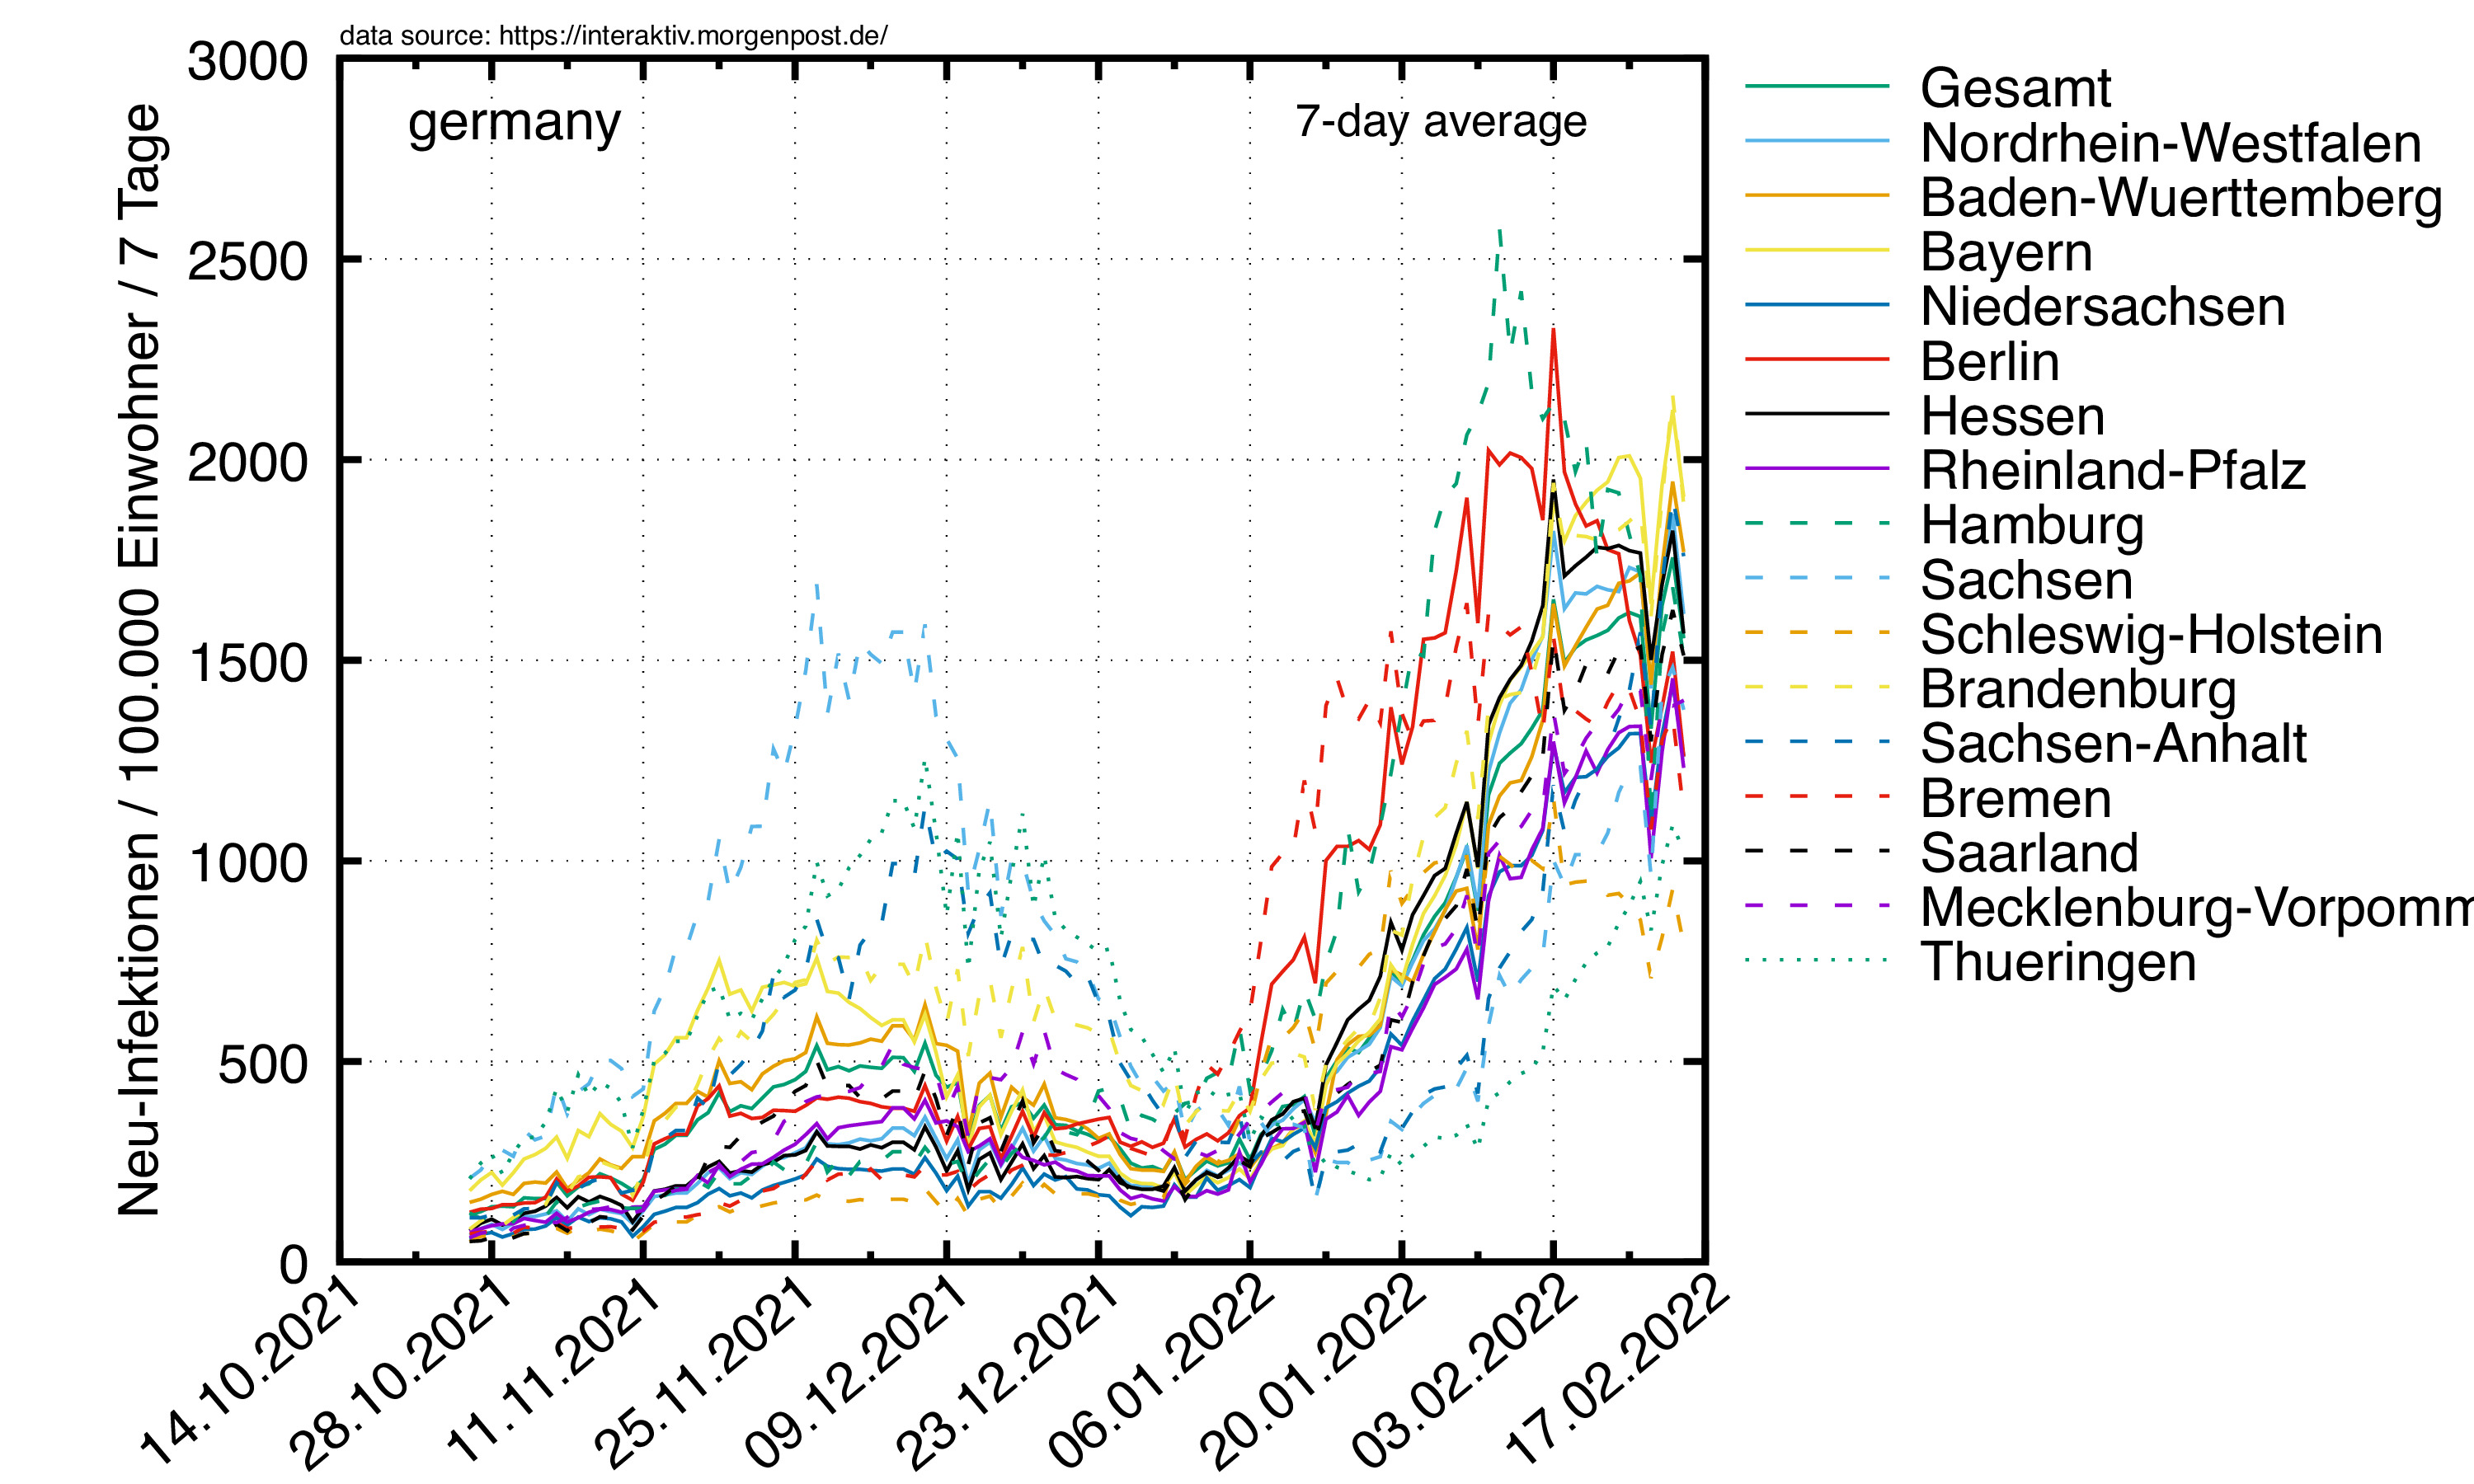 data source: https://interaktiv.morgenpost.de/
germany
7-day average
Neu-Infektionen / 100.000 Einwohner / 7 Tage
3000
2500
2000
1500
1000
500
0
14.10.2021
28.10.2021
11.11.2021
25.11.2021
09.12.2021
23.12.2021
06.01.2022
20.01.2022
03.02.2022
17.02.2022
Gesamt
Nordrhein-Westfalen
Baden-Wuerttemberg
Bayern
Niedersachsen
Berlin
Hessen
Rheinland-Pfalz
Hamburg
Sachsen
Schleswig-Holstein
Brandenburg
Sachsen-Anhalt
Bremen
Saarland
Mecklenburg-Vorpomm
Thueringen